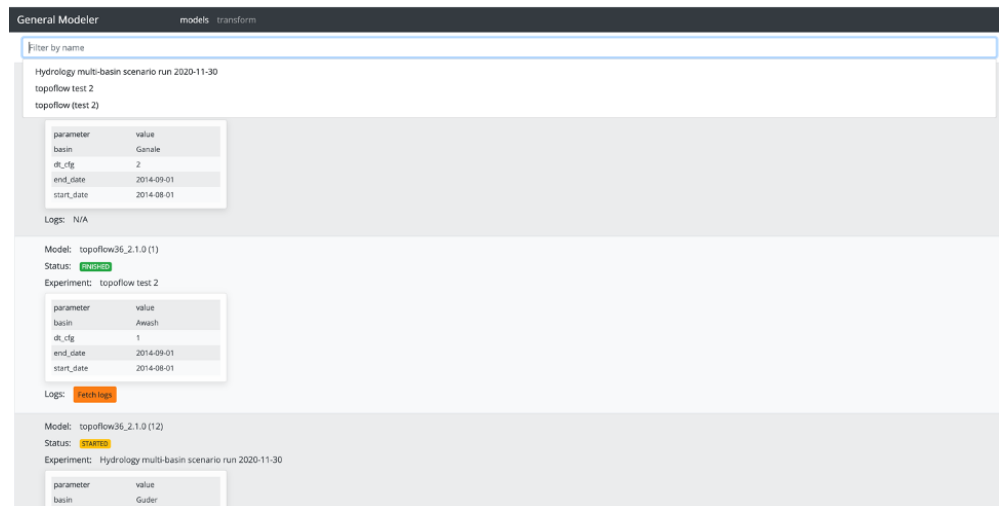 General Modeler models transform
Filter by name
Hydrology multi-basin scenario run 2020-11-30
topoflow test 2
topoflow (test 2)
parameter value
basin Ganale
dt_cfg 2
end_date 2014-09-01
start_date 2014-08-01
Logs: N/A
Model: topoflow36_2.1.0 (1)
Status: FINISHED
Experiment: topoflow test 2
parameter value
basin Awash
dt_cfg 1
end_date 2014-09-01
start_date 2014-08-01
Logs: Fetch logs
Model: topoflow36_2.1.0 (12)
Status: STARTED
Experiment: Hydrology multi-basin scenario run 2020-11-30
parameter value
basin Guder